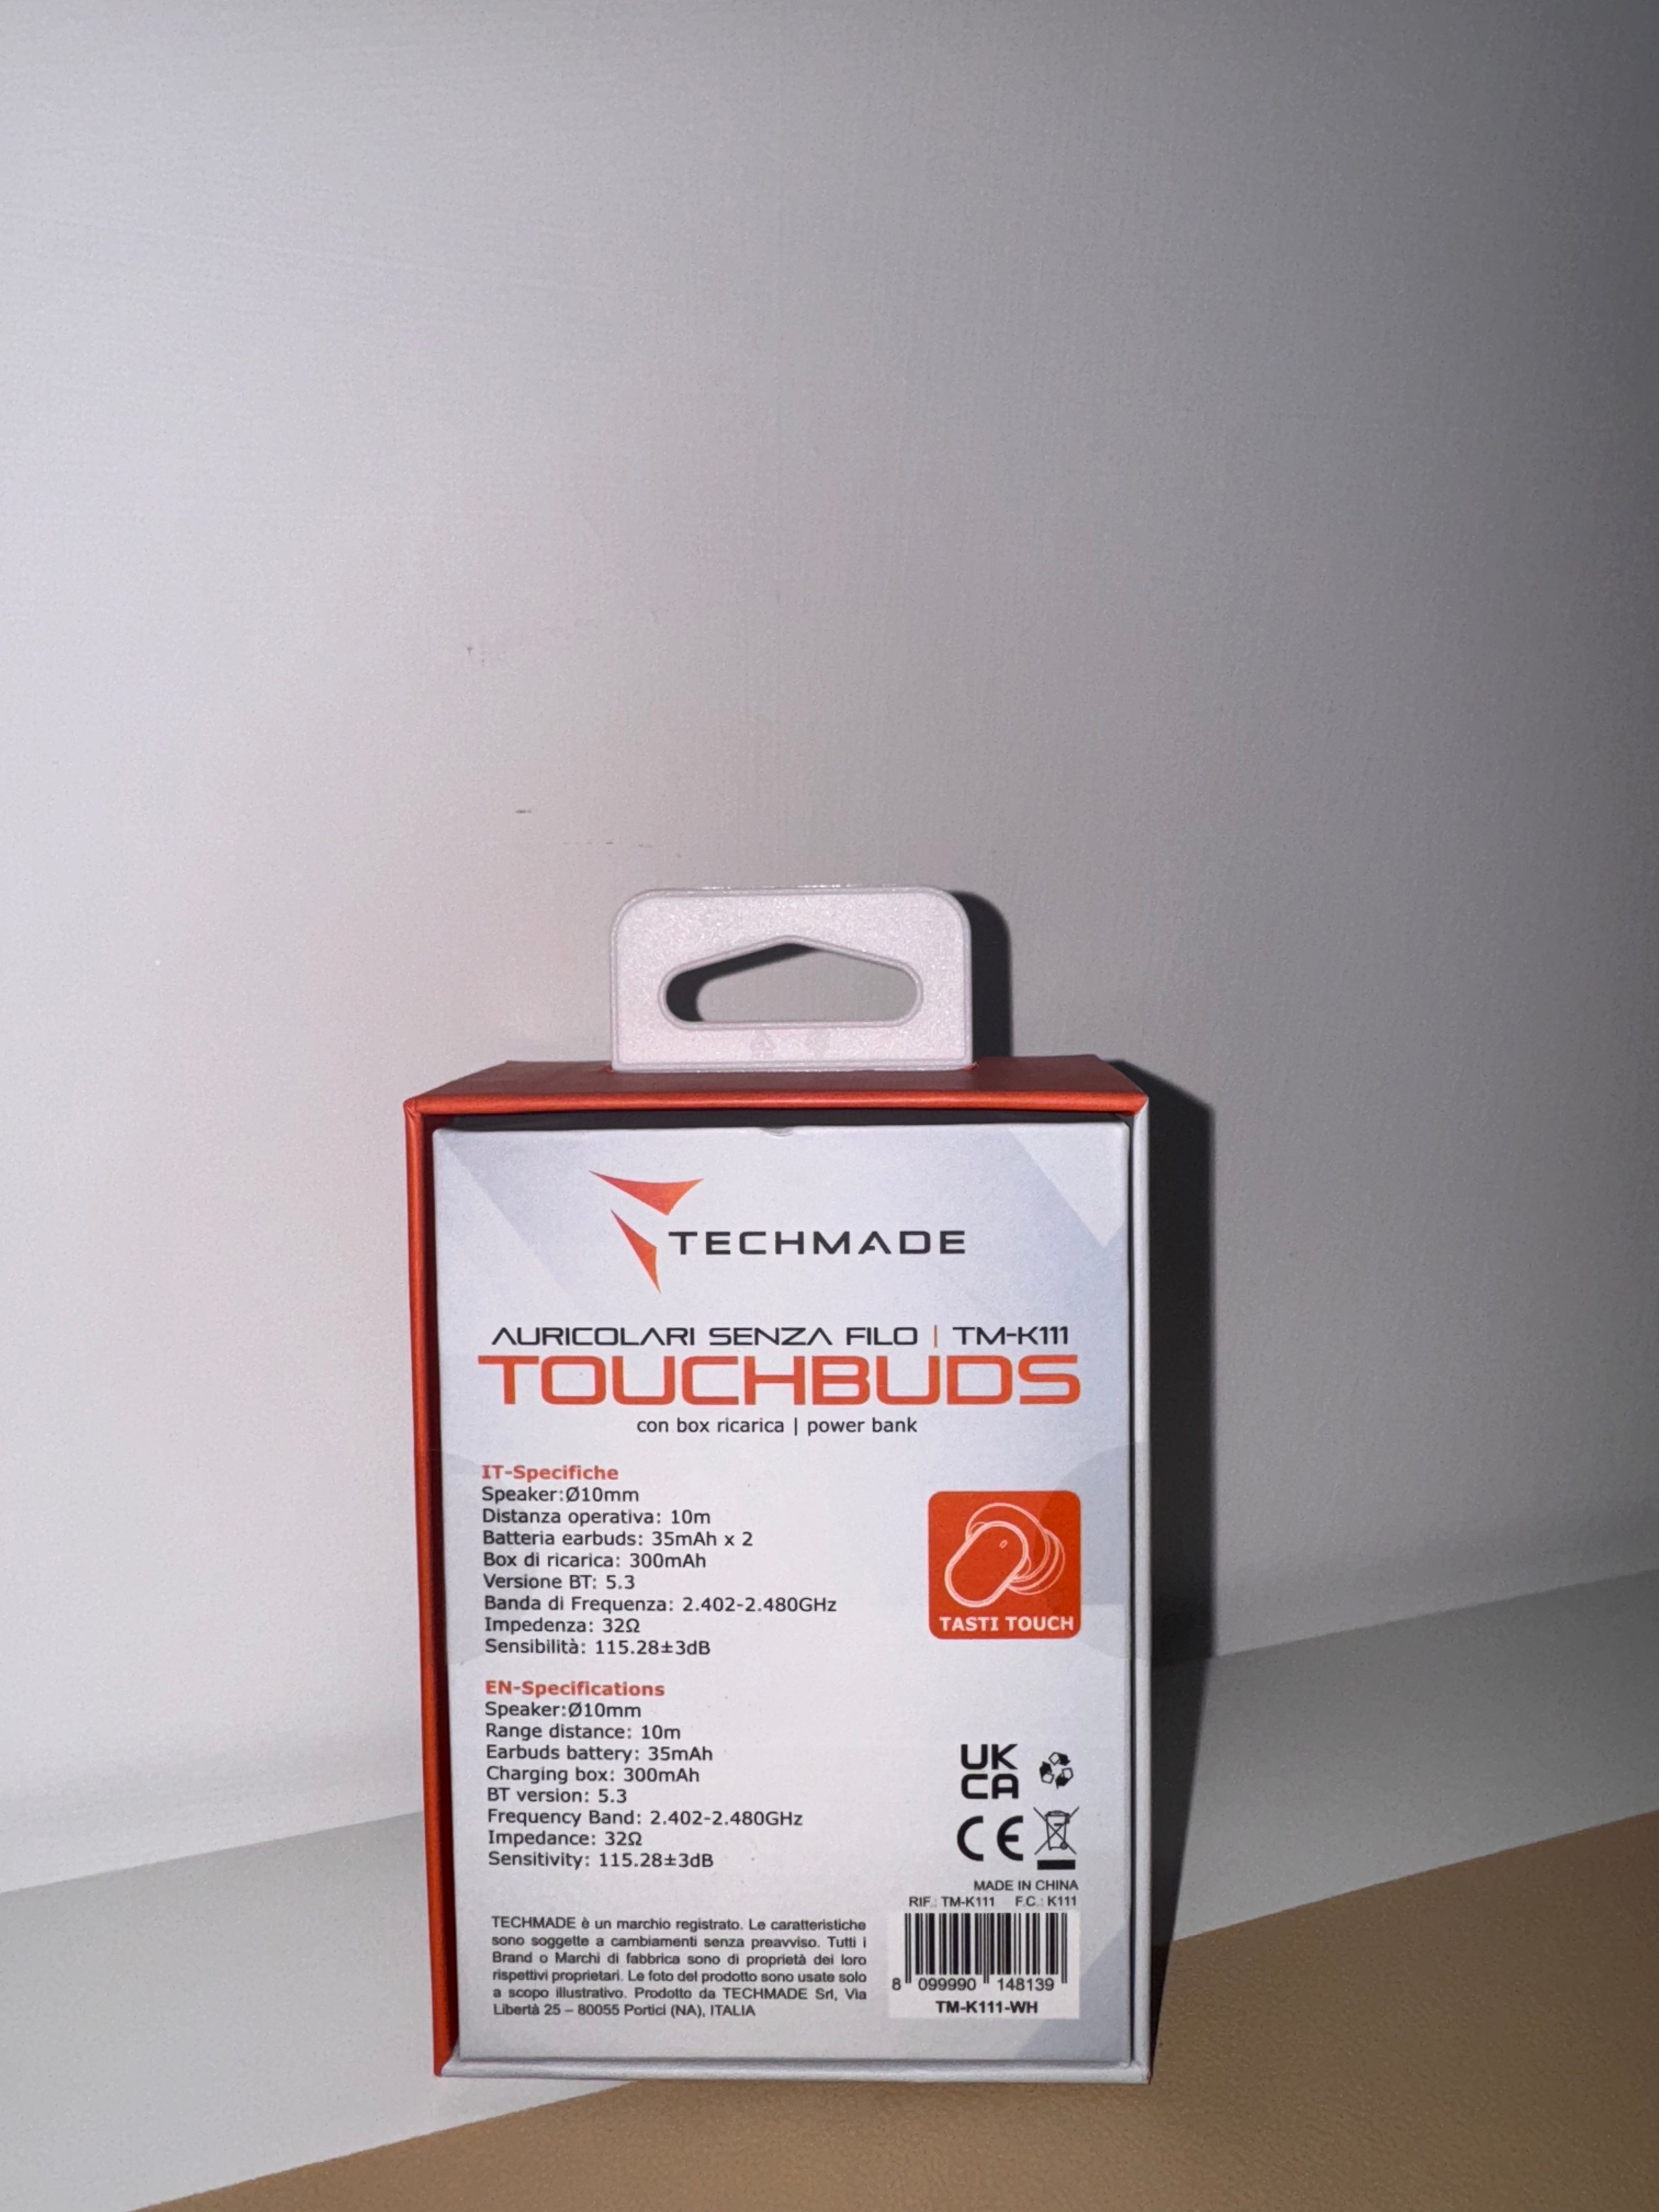 TECHMADE
AURICOLARI SENZA FILO | TM-K111
TOUCHBUDS
con box ricarica | power bank
IT-Specifiche
Speaker:Ø10mm
Distanza operativa: 10m
Batteria earbuds: 35mAh x 2
Box di ricarica: 300mAh
Versione BT: 5.3
Banda di Frequenza: 2.402-2.480GHz
Impedenza: 32Ω
Sensibilità: 115.28±3dB
TASTI TOUCH
EN-Specifications
Speaker:Ø10mm
Range distance: 10m
Earbuds battery: 35mAh
Charging box: 300mAh
BT version: 5.3
Frequency Band: 2.402-2.480GHz
Impedance: 32Ω
Sensitivity: 115.28±3dB
UK
CA
CE
MADE IN CHINA
RIF.: TM-K111 F.C.: K111
TECHMADE è un marchio registrato. Le caratteristiche
sono soggette a cambiamenti senza preavviso. Tutti i
Brand o Marchi di fabbrica sono di proprietà dei loro
rispettivi proprietari. Le foto del prodotto sono usate solo
a scopo illustrativo. Prodotto da TECHMADE Srl, Via
Libertà 25 – 80055 Portici (NA), ITALIA
8 099990 148139
TM-K111-WH